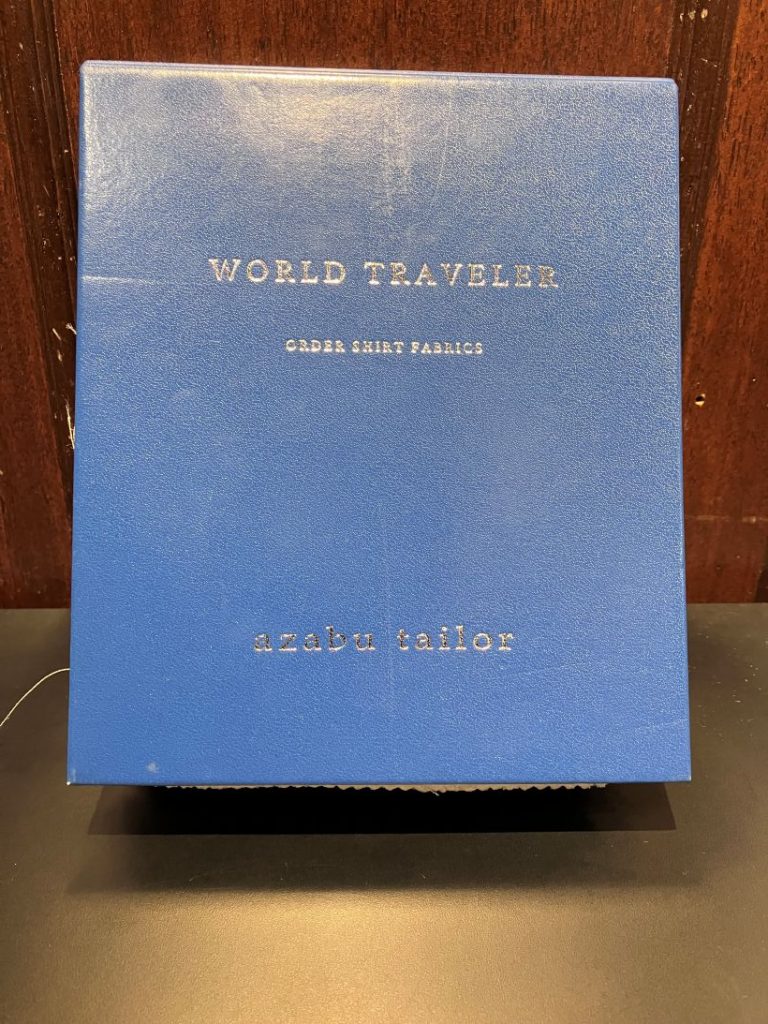 WORLD TRAVELER
ORDER SHIRT FABRICS
azabu tailor